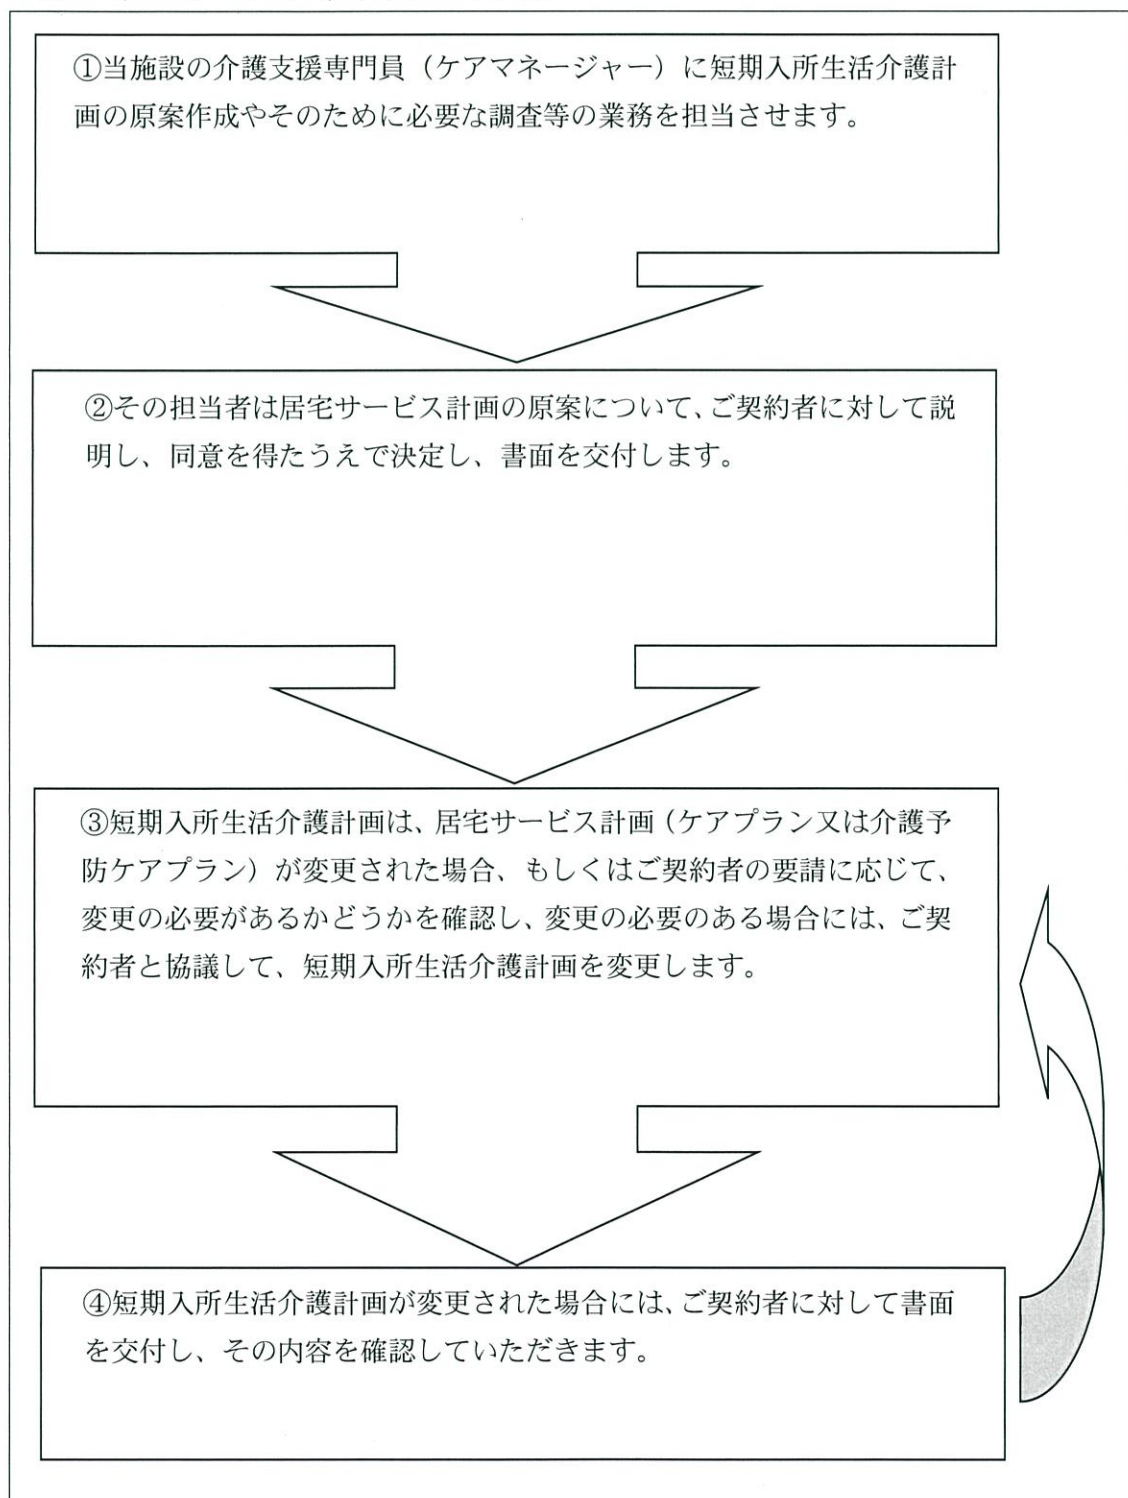 ①当施設の介護支援専門員（ケアマネージャー）に短期入所生活介護計
画の原案作成やそのために必要な調査等の業務を担当させます。
②その担当者は居宅サービス計画の原案について、ご契約者に対して説
明し、同意を得たうえで決定し、書面を交付します。
③短期入所生活介護計画は、居宅サービス計画（ケアプラン又は介護予
防ケアプラン）が変更された場合、もしくはご契約者の要請に応じて、
変更の必要があるかどうかを確認し、変更の必要のある場合には、ご契
約者と協議して、短期入所生活介護計画を変更します。
④短期入所生活介護計画が変更された場合には、ご契約者に対して書面
を交付し、その内容を確認していただきます。